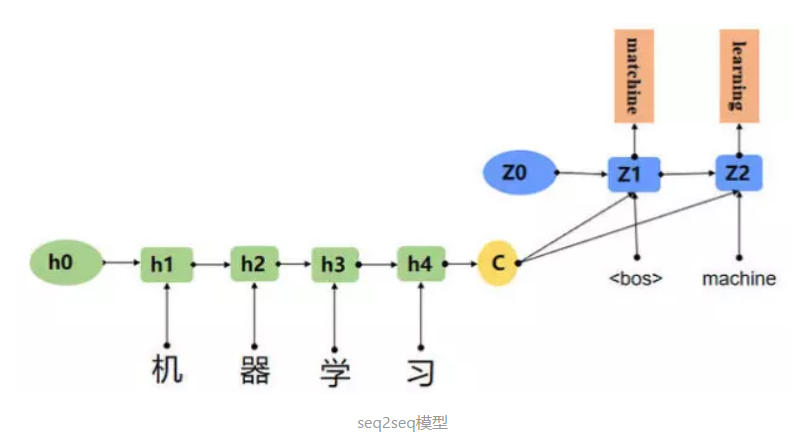 matchine
learning
Z0
Z1
Z2
h0
h1
h2
h3
h4
C
<bos>
machine
机
器
学
习
seq2seq模型